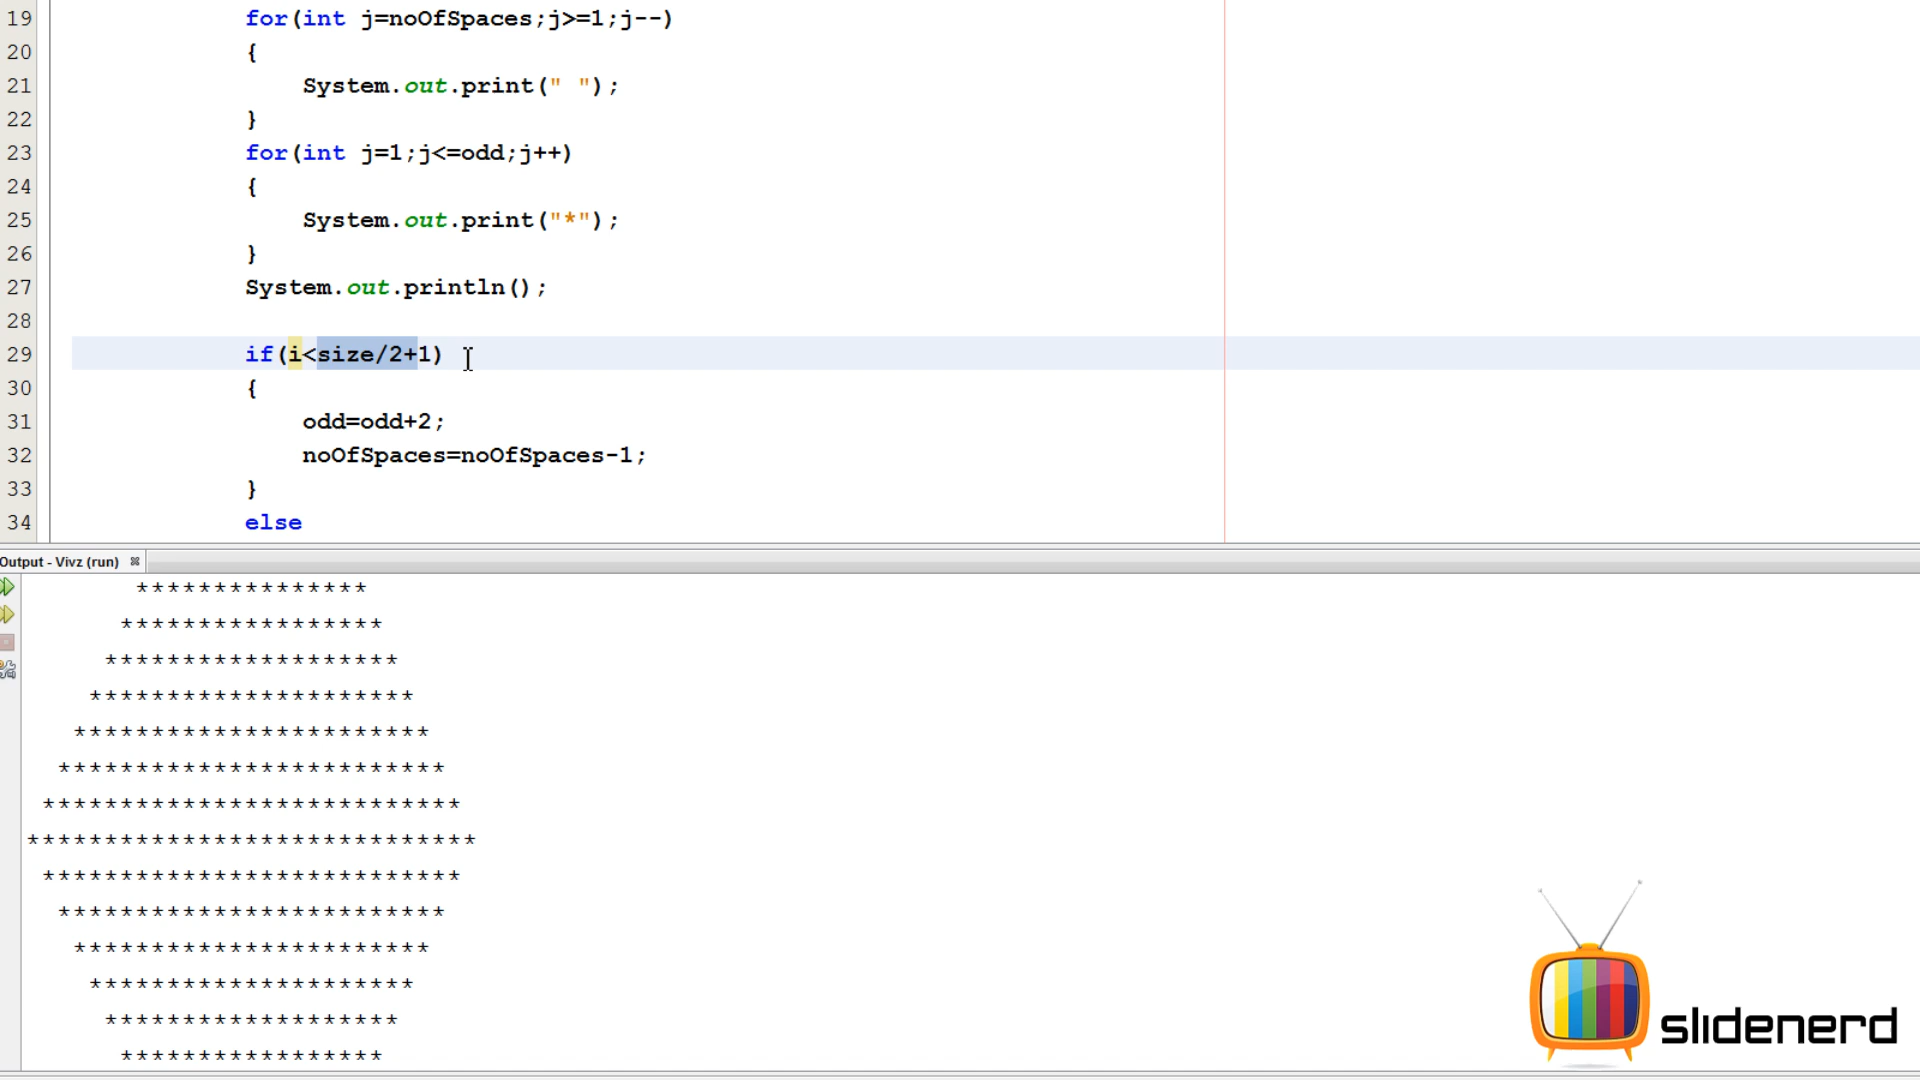 19 for(int j=noOfSpaces;j>=1;j--)
20 {
21 System.out.print(" ");
22 }
23 for(int j=1;j<=odd;j++)
24 {
25 System.out.print("*");
26 }
27 System.out.println();
28
29 if(i<size/2+1)
30 {
31 odd=odd+2;
32 noOfSpaces=noOfSpaces-1;
33 }
34 else
Output - Vivz (run)
***************
*****************
*******************
*********************
***********************
*************************
***************************
*****************************
***************************
*************************
***********************
*********************
*******************
*****************
slidenerd